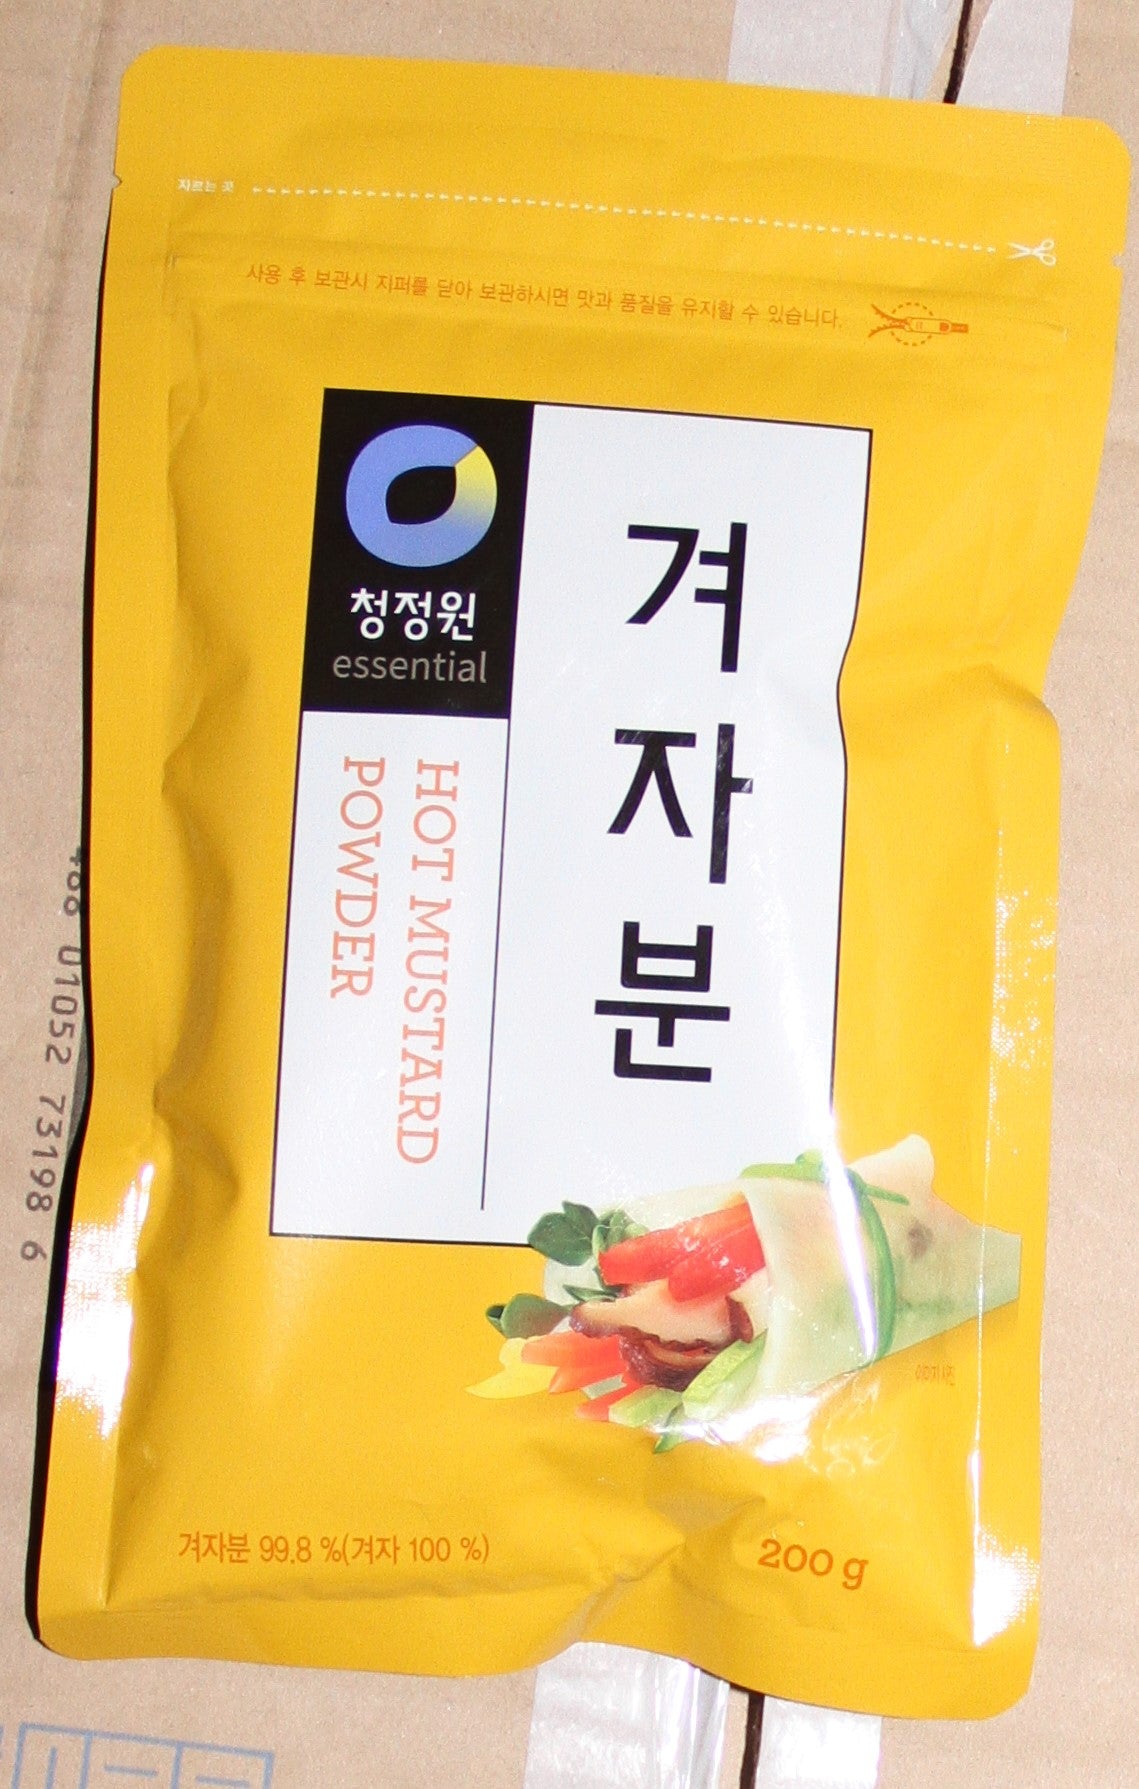 자르는 곳
사용 후 보관시 지퍼를 닫아 보관하시면 맛과 품질을 유지할 수 있습니다.
청정원
essential
겨자분
HOT MUSTARD
POWDER
이미지사진
겨자분 99.8 %(겨자 100 %)
200 g
01052 73198 6